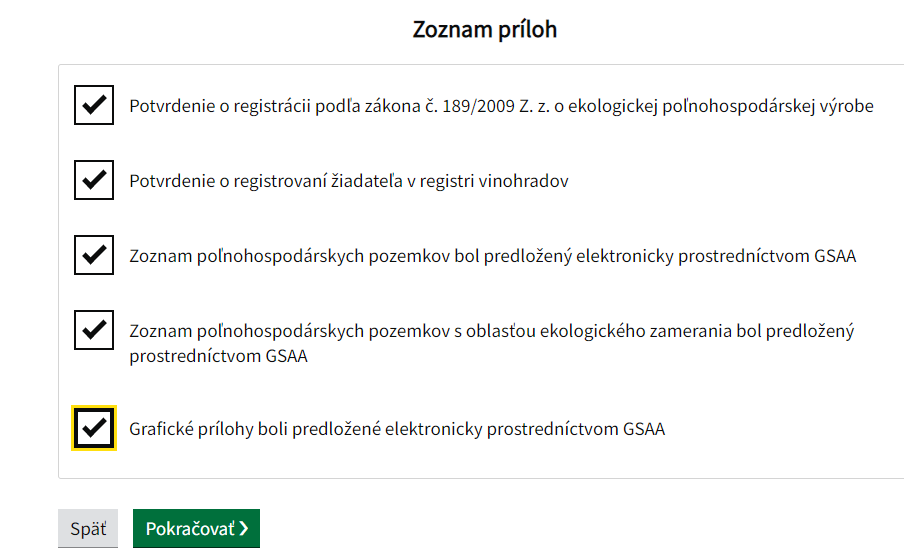 Zoznam príloh
Potvrdenie o registrácii podľa zákona č. 189/2009 Z. z. o ekologickej poľnohospodárskej výrobe
Potvrdenie o registrovaní žiadateľa v registri vinohradov
Zoznam poľnohospodárskych pozemkov bol predložený elektronicky prostredníctvom GSAA
Zoznam poľnohospodárskych pozemkov s oblasťou ekologického zamerania bol predložený
prostredníctvom GSAA
Grafické prílohy boli predložené elektronicky prostredníctvom GSAA
Späť
Pokračovať